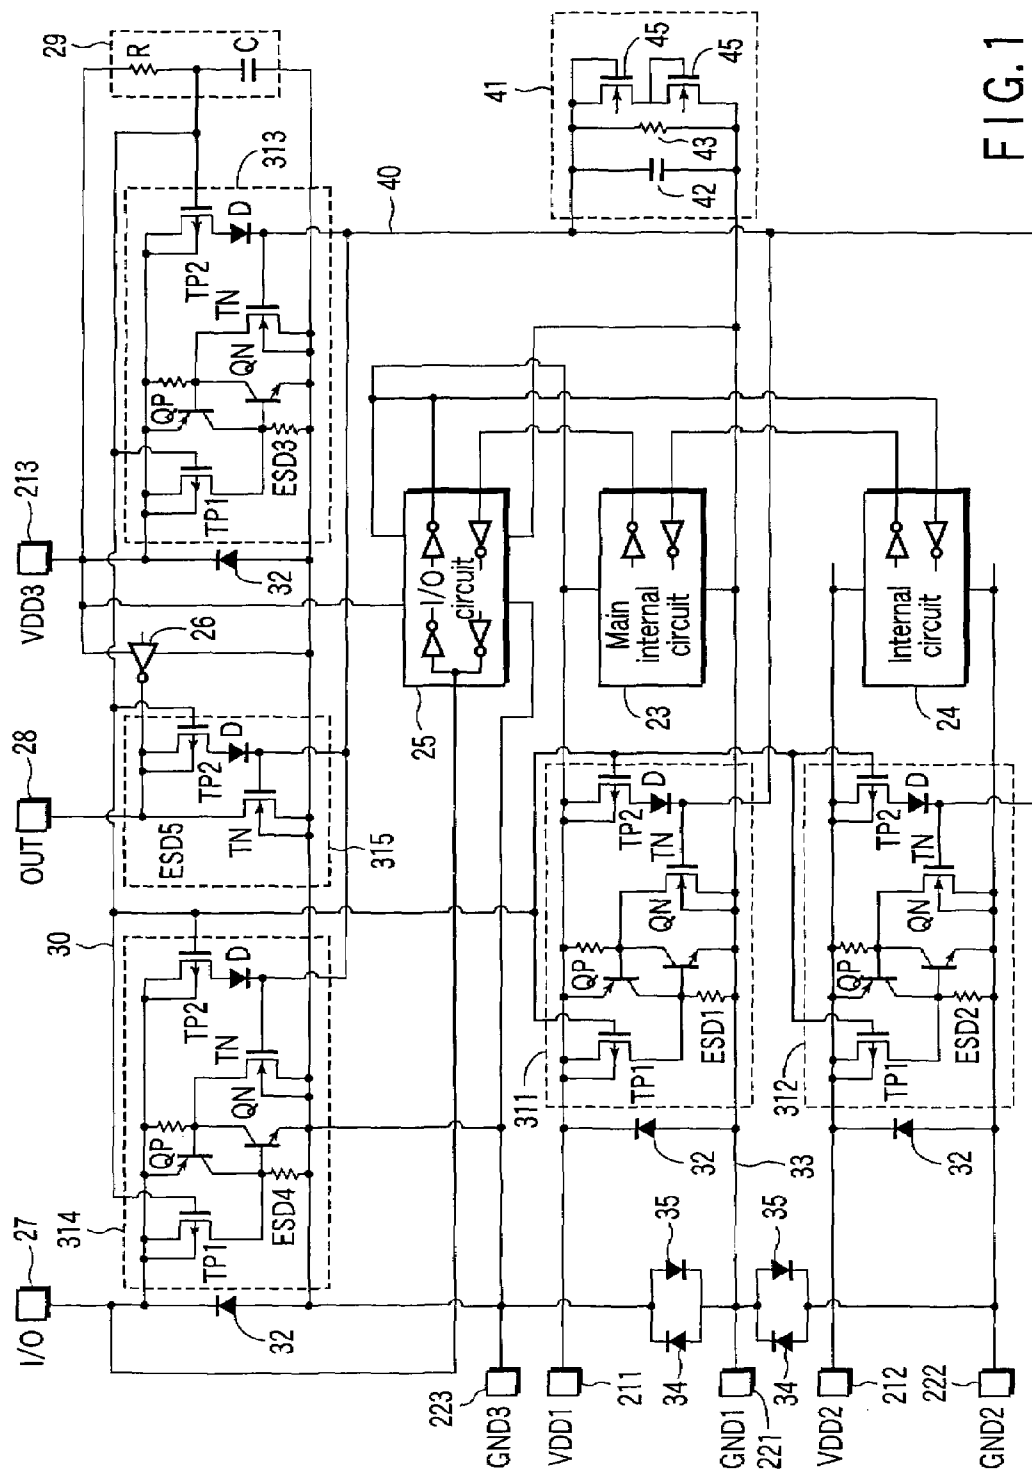 FIG. 1
I/O
27
314
TP1
QP
ESD4
QN
TN
TP2
D
32
30
OUT
28
ESD5
TN
TP2
D
315
26
VDD3
213
32
TP1
QP
ESD3
QN
TN
TP2
D
313
29
R
C
40
223
GND3
25
I/O
circuit
VDD1
211
34
35
32
311
TP1
QP
ESD1
QN
TN
TP2
D
23
Main
internal
circuit
41
42
43
45
45
GND1
221
33
34
35
VDD2
212
32
312
TP1
QP
ESD2
QN
TN
TP2
D
24
Internal
circuit
GND2
222